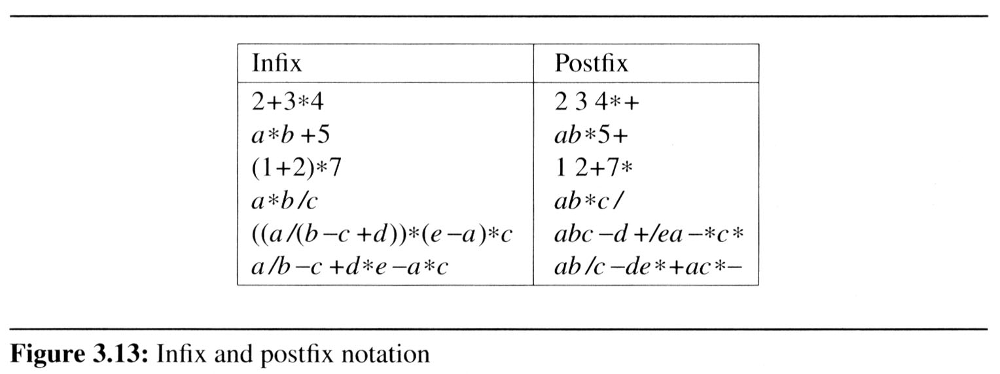 Infix Postfix
2+3*4 2 3 4*+
a*b+5 ab*5+
(1+2)*7 1 2+7*
a*b/c ab*c/
((a/(b−c+d))*(e−a)*c abc−d+/ea−*c*
a/b−c+d*e−a*c ab/c−de*+ac*−
Figure 3.13: Infix and postfix notation